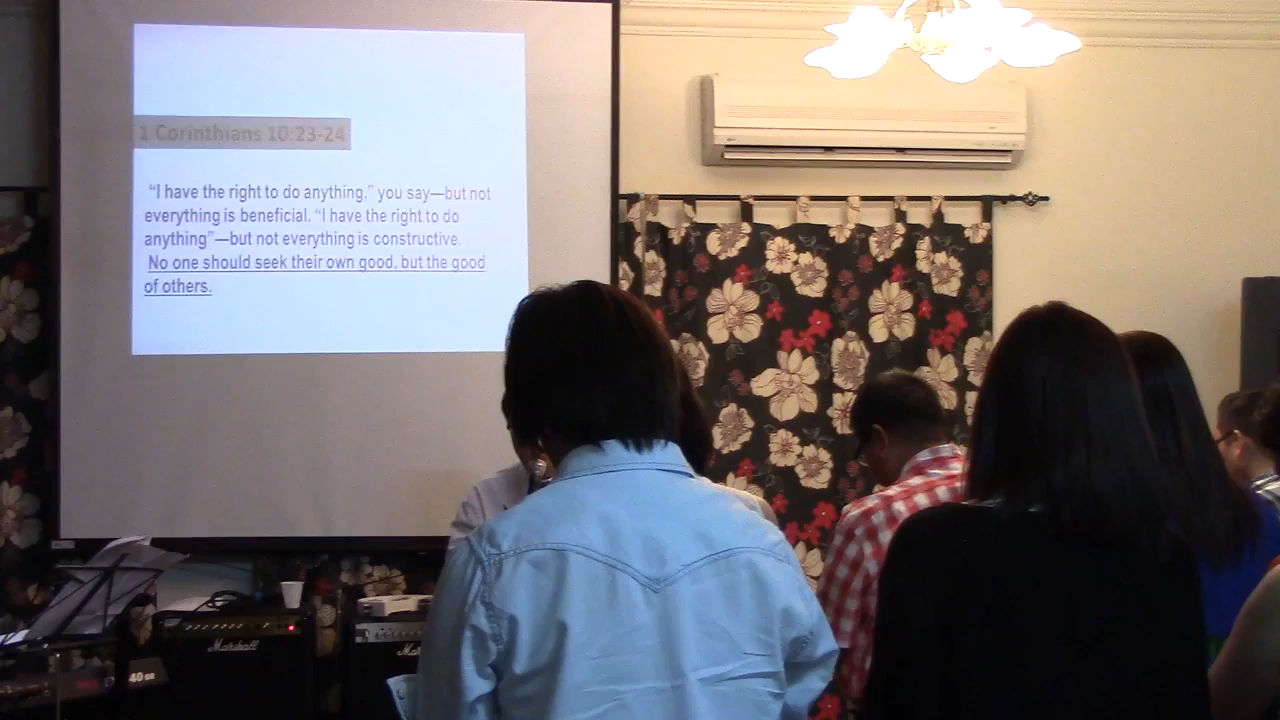 1 Corinthians 10:23-24
“I have the right to do anything,” you say—but not
everything is beneficial. “I have the right to do
anything”—but not everything is constructive.
No one should seek their own good, but the good
of others.
Marshall
40 GR